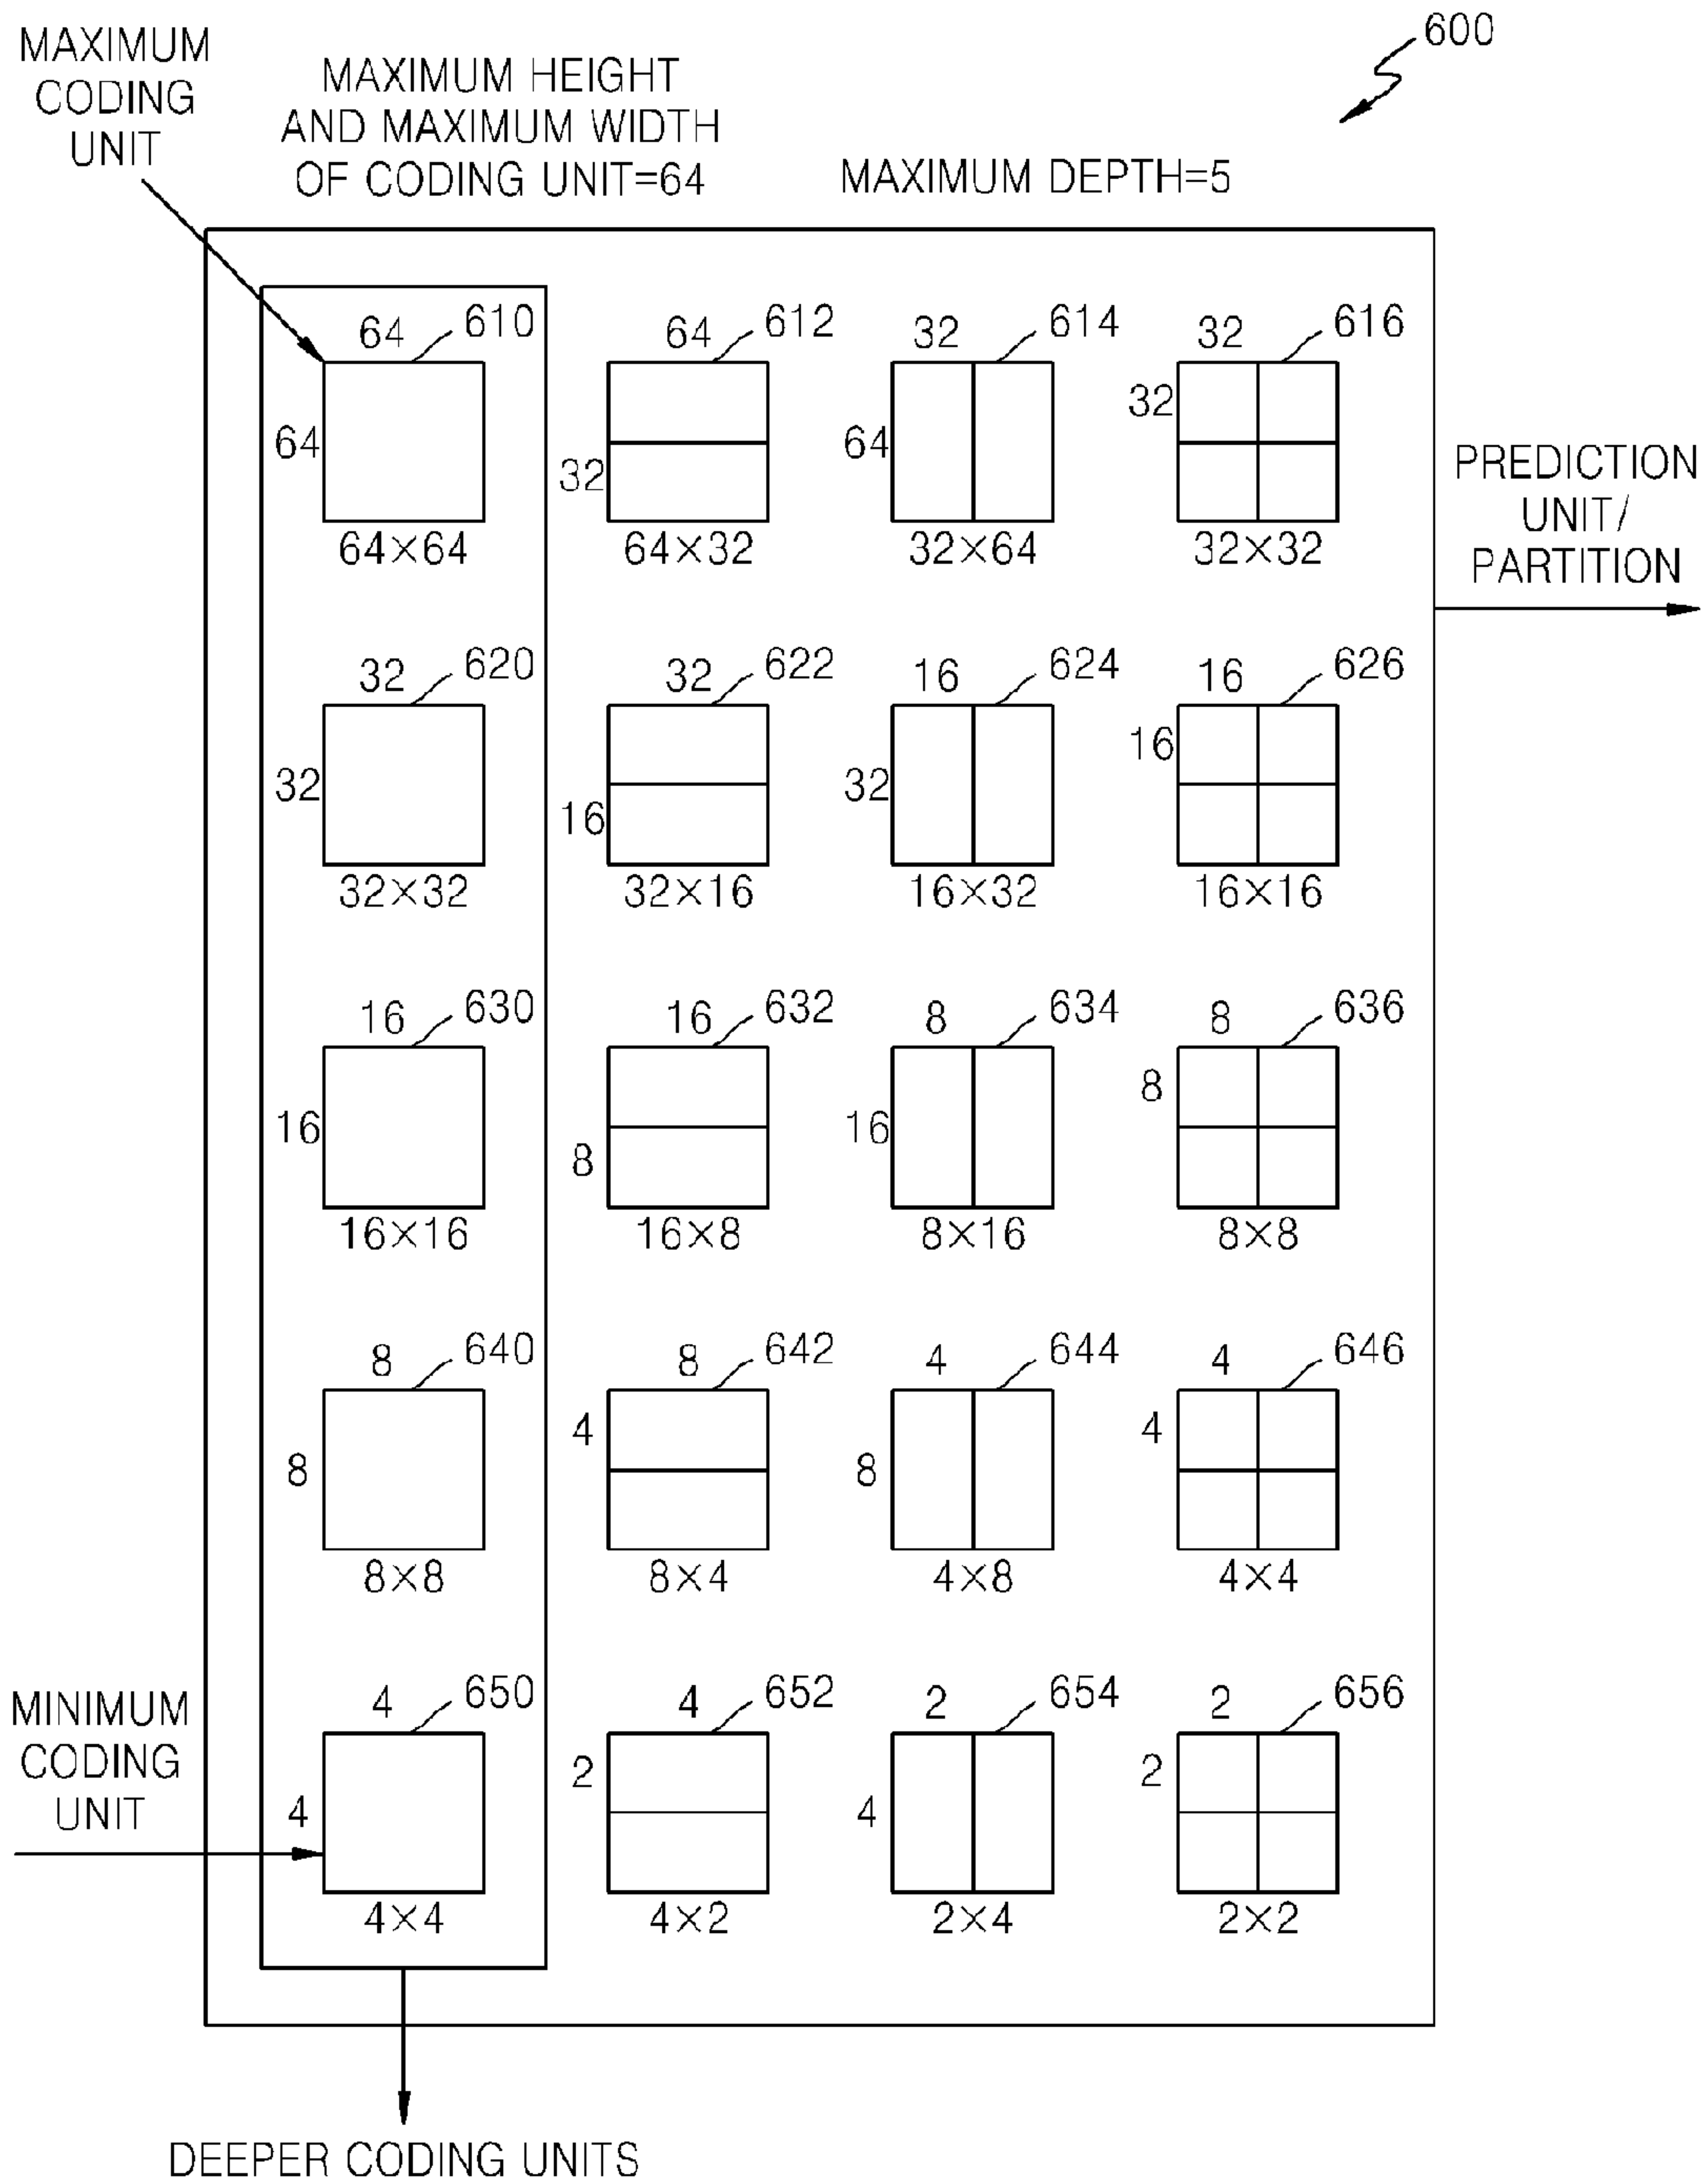 600
MAXIMUM
CODING
UNIT
MAXIMUM HEIGHT
AND MAXIMUM WIDTH
OF CODING UNIT=64
MAXIMUM DEPTH=5
64 610 64 612 32 614 32 616
64 32 64 32
64×64 64×32 32×64 32×32
PREDICTION
UNIT/
PARTITION
32 620 32 622 16 624 16 626
32 16 32 16
32×32 32×16 16×32 16×16
16 630 16 632 8 634 8 636
16 8 16 8
16×16 16×8 8×16 8×8
8 640 8 642 4 644 4 646
8 4 8 4
8×8 8×4 4×8 4×4
MINIMUM
CODING
UNIT
4 650 4 652 2 654 2 656
4 2 4 2
4×4 4×2 2×4 2×2
DEEPER CODING UNITS